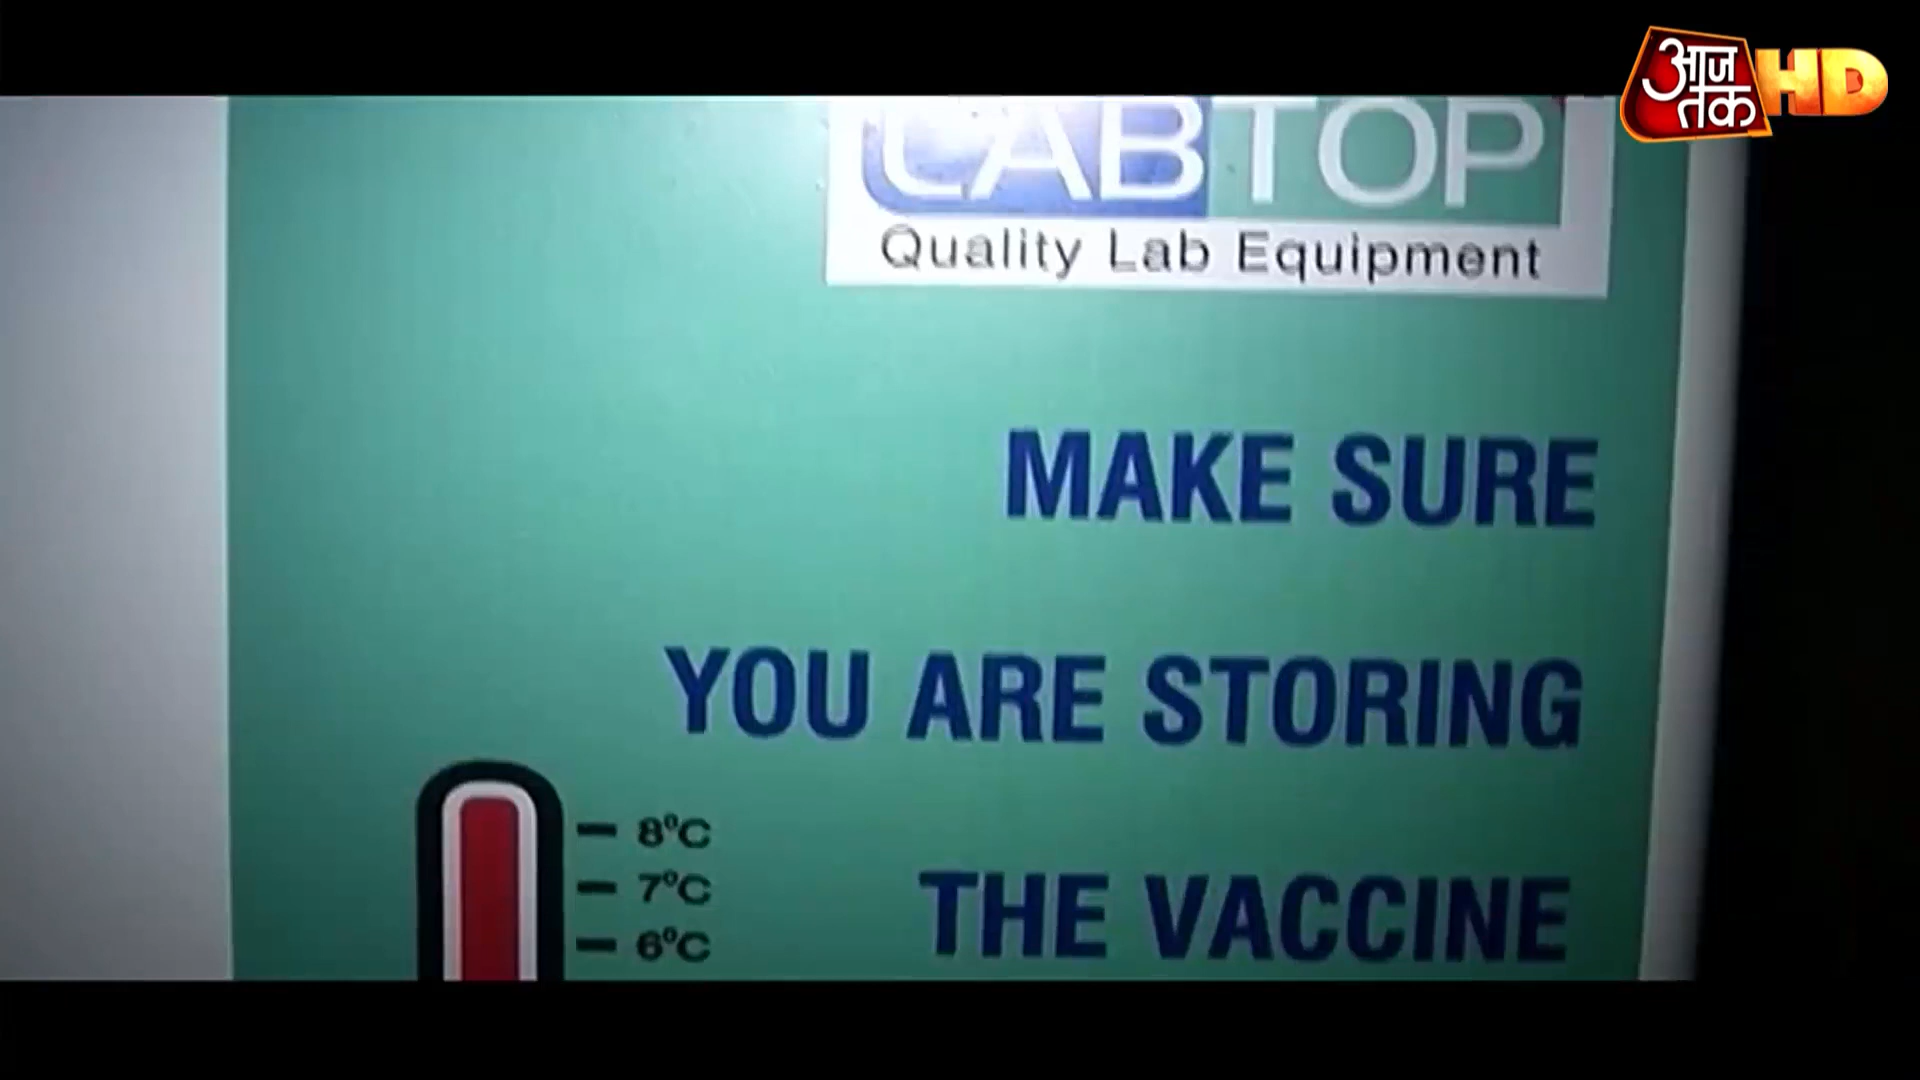 आज तक HD
LABTOP
Quality Lab Equipment
MAKE SURE
YOU ARE STORING
THE VACCINE
8°C
7°C
6°C